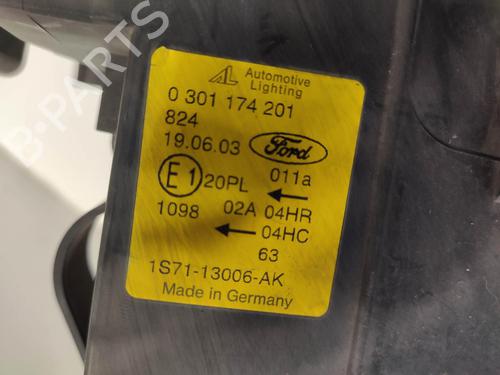 Automotive
Lighting
0 301 174 201
824
19.06.03 Ford
011a
E1 20PL
1098 02A 04HR
04HC
63
1S71-13006-AK
Made in Germany
B-PARTS